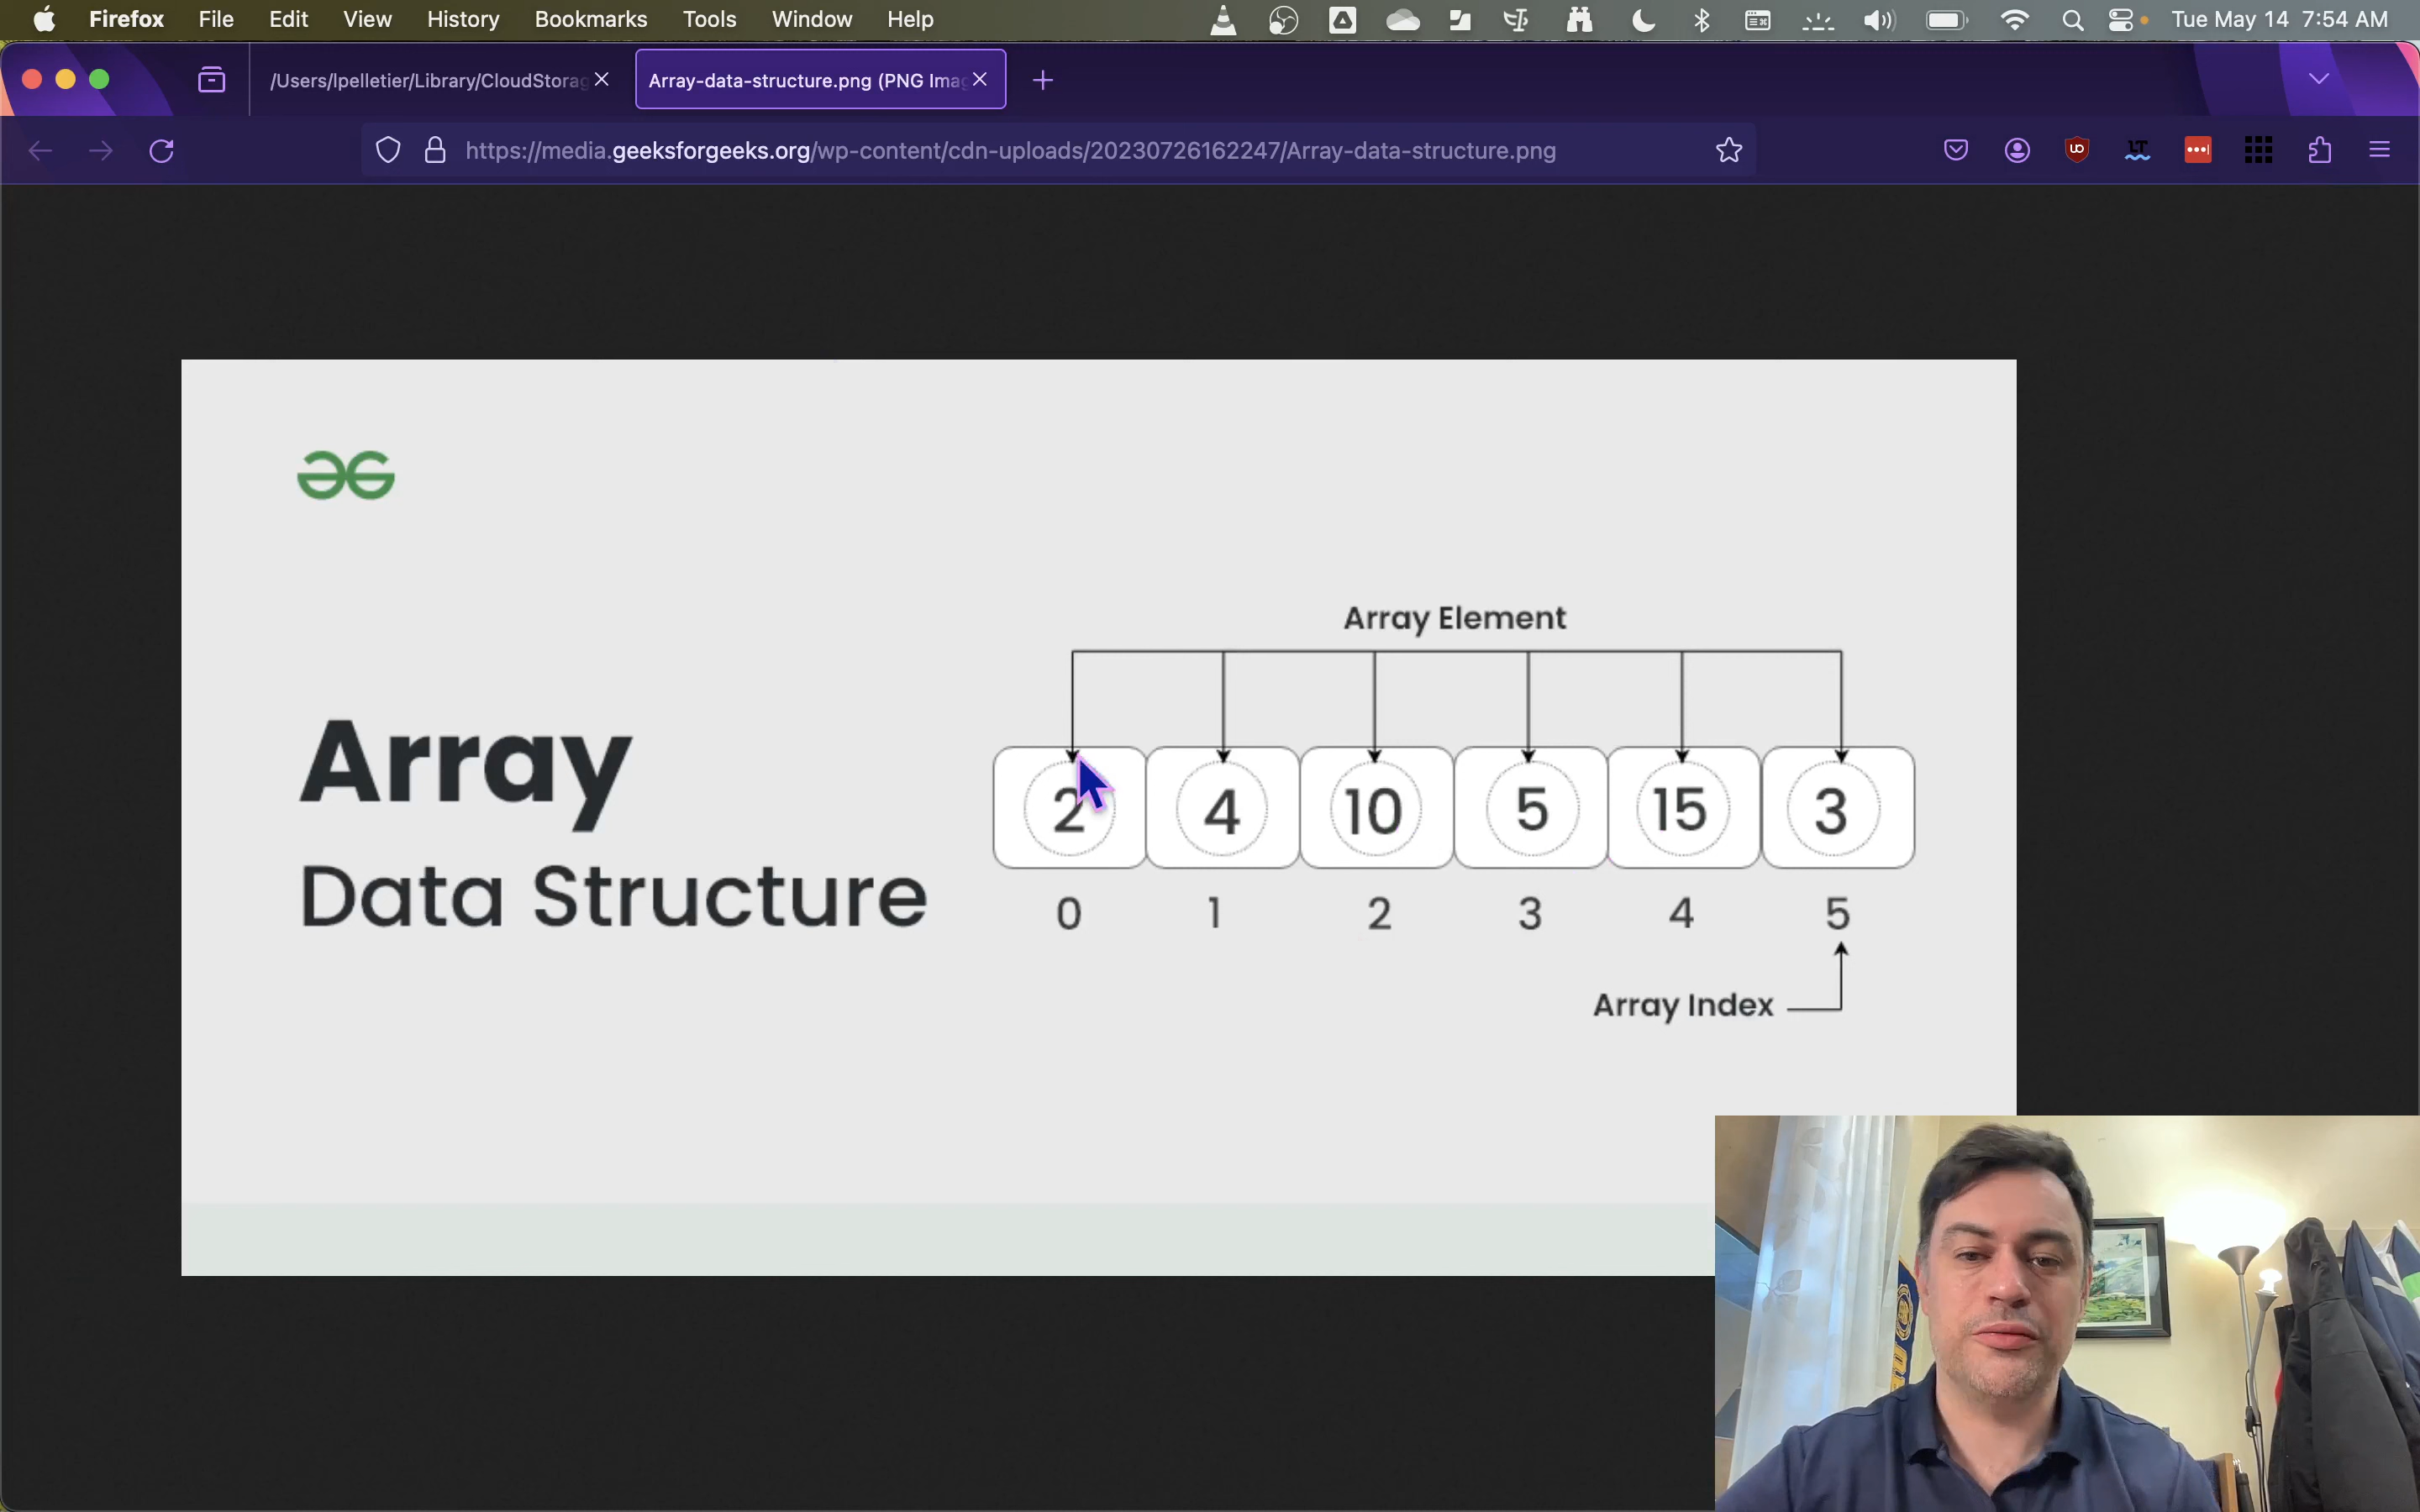 Firefox File Edit View History Bookmarks Tools Window Help Tue May 14 7:54 AM
/Users/lpelletier/Library/CloudStorag Array-data-structure.png (PNG Imag
https://media.geeksforgeeks.org/wp-content/cdn-uploads/20230726162247/Array-data-structure.png
Array Element
Array
Data Structure
2 4 10 5 15 3
0 1 2 3 4 5
Array Index